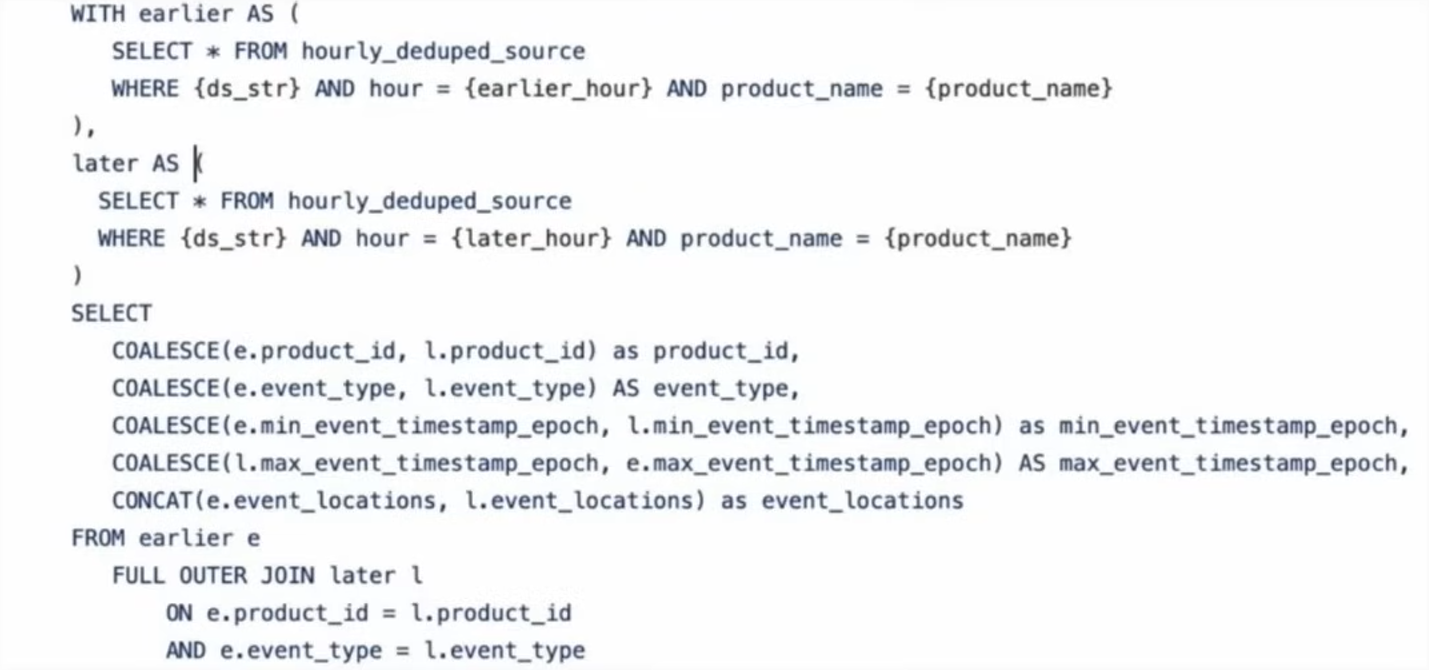 WITH earlier AS (
SELECT * FROM hourly_deduped_source
WHERE {ds_str} AND hour = {earlier_hour} AND product_name = {product_name}
),
later AS (
SELECT * FROM hourly_deduped_source
WHERE {ds_str} AND hour = {later_hour} AND product_name = {product_name}
)
SELECT
COALESCE(e.product_id, l.product_id) as product_id,
COALESCE(e.event_type, l.event_type) AS event_type,
COALESCE(e.min_event_timestamp_epoch, l.min_event_timestamp_epoch) as min_event_timestamp_epoch,
COALESCE(l.max_event_timestamp_epoch, e.max_event_timestamp_epoch) AS max_event_timestamp_epoch,
CONCAT(e.event_locations, l.event_locations) as event_locations
FROM earlier e
FULL OUTER JOIN later l
ON e.product_id = l.product_id
AND e.event_type = l.event_type